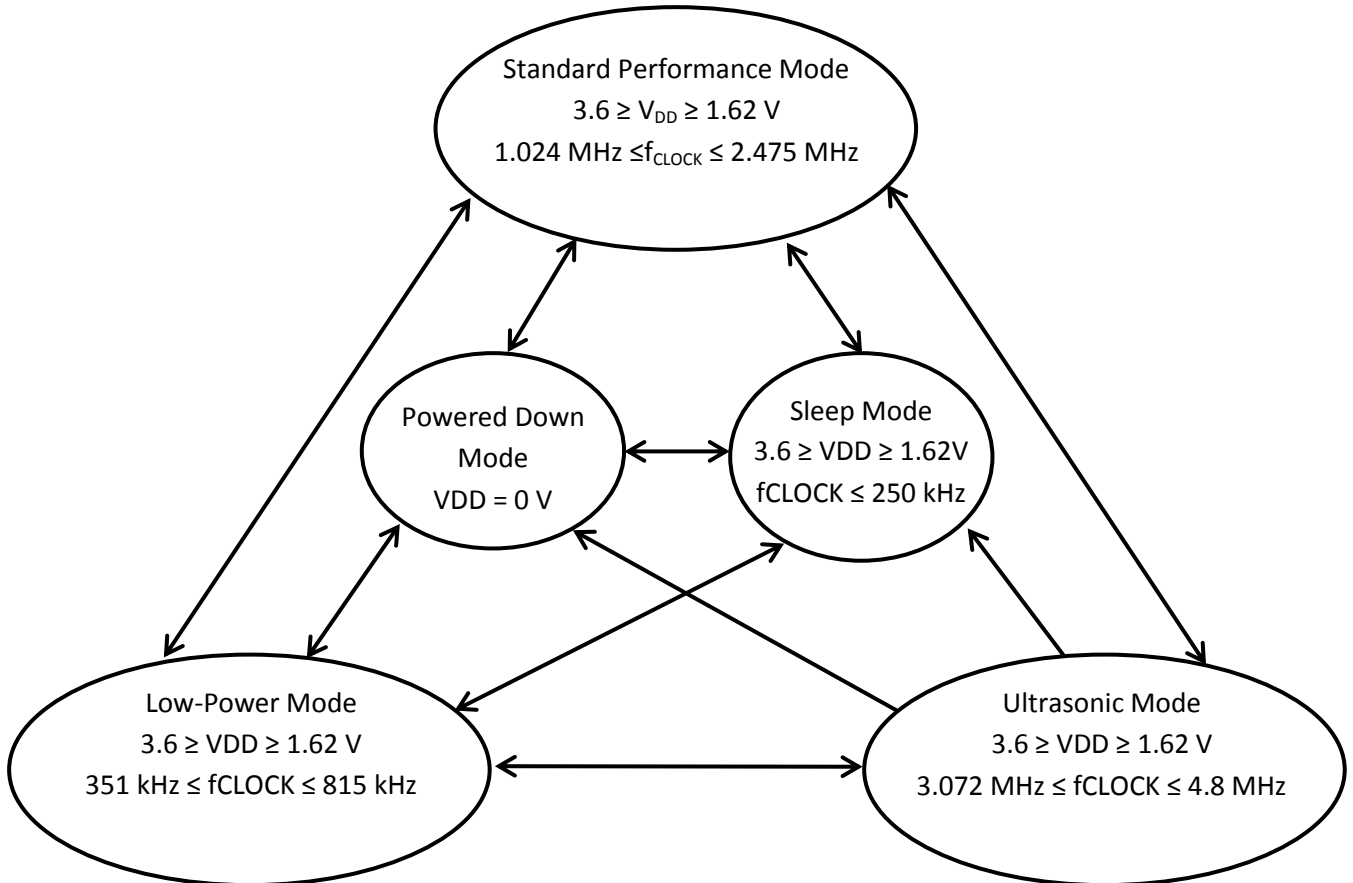 Standard Performance Mode
3.6 ≥ VDD ≥ 1.62 V
1.024 MHz ≤fCLOCK ≤ 2.475 MHz
Powered Down
Mode
VDD = 0 V
Sleep Mode
3.6 ≥ VDD ≥ 1.62V
fCLOCK ≤ 250 kHz
Low-Power Mode
3.6 ≥ VDD ≥ 1.62 V
351 kHz ≤ fCLOCK ≤ 815 kHz
Ultrasonic Mode
3.6 ≥ VDD ≥ 1.62 V
3.072 MHz ≤ fCLOCK ≤ 4.8 MHz